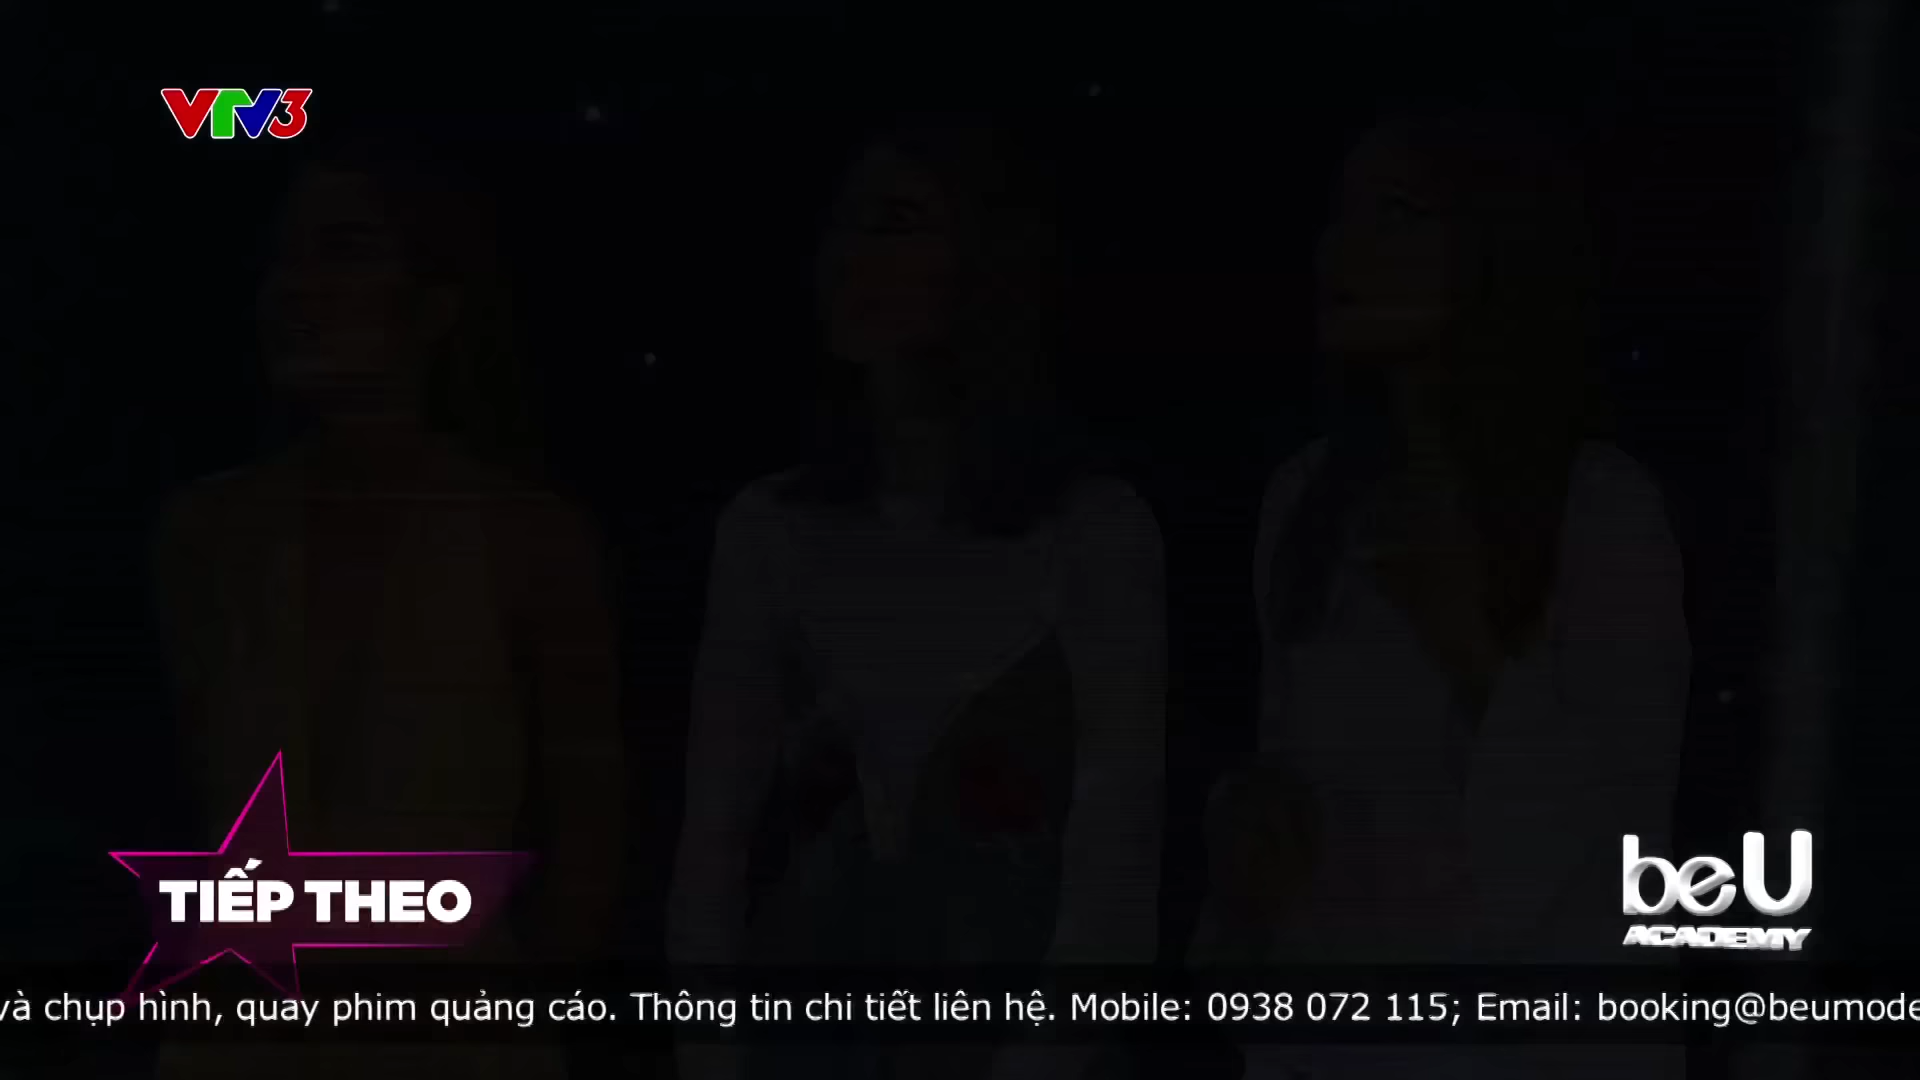 VTV3
TIẾP THEO
beU
ACADEMY
và chụp hình, quay phim quảng cáo. Thông tin chi tiết liên hệ. Mobile: 0938 072 115; Email: booking@beumode